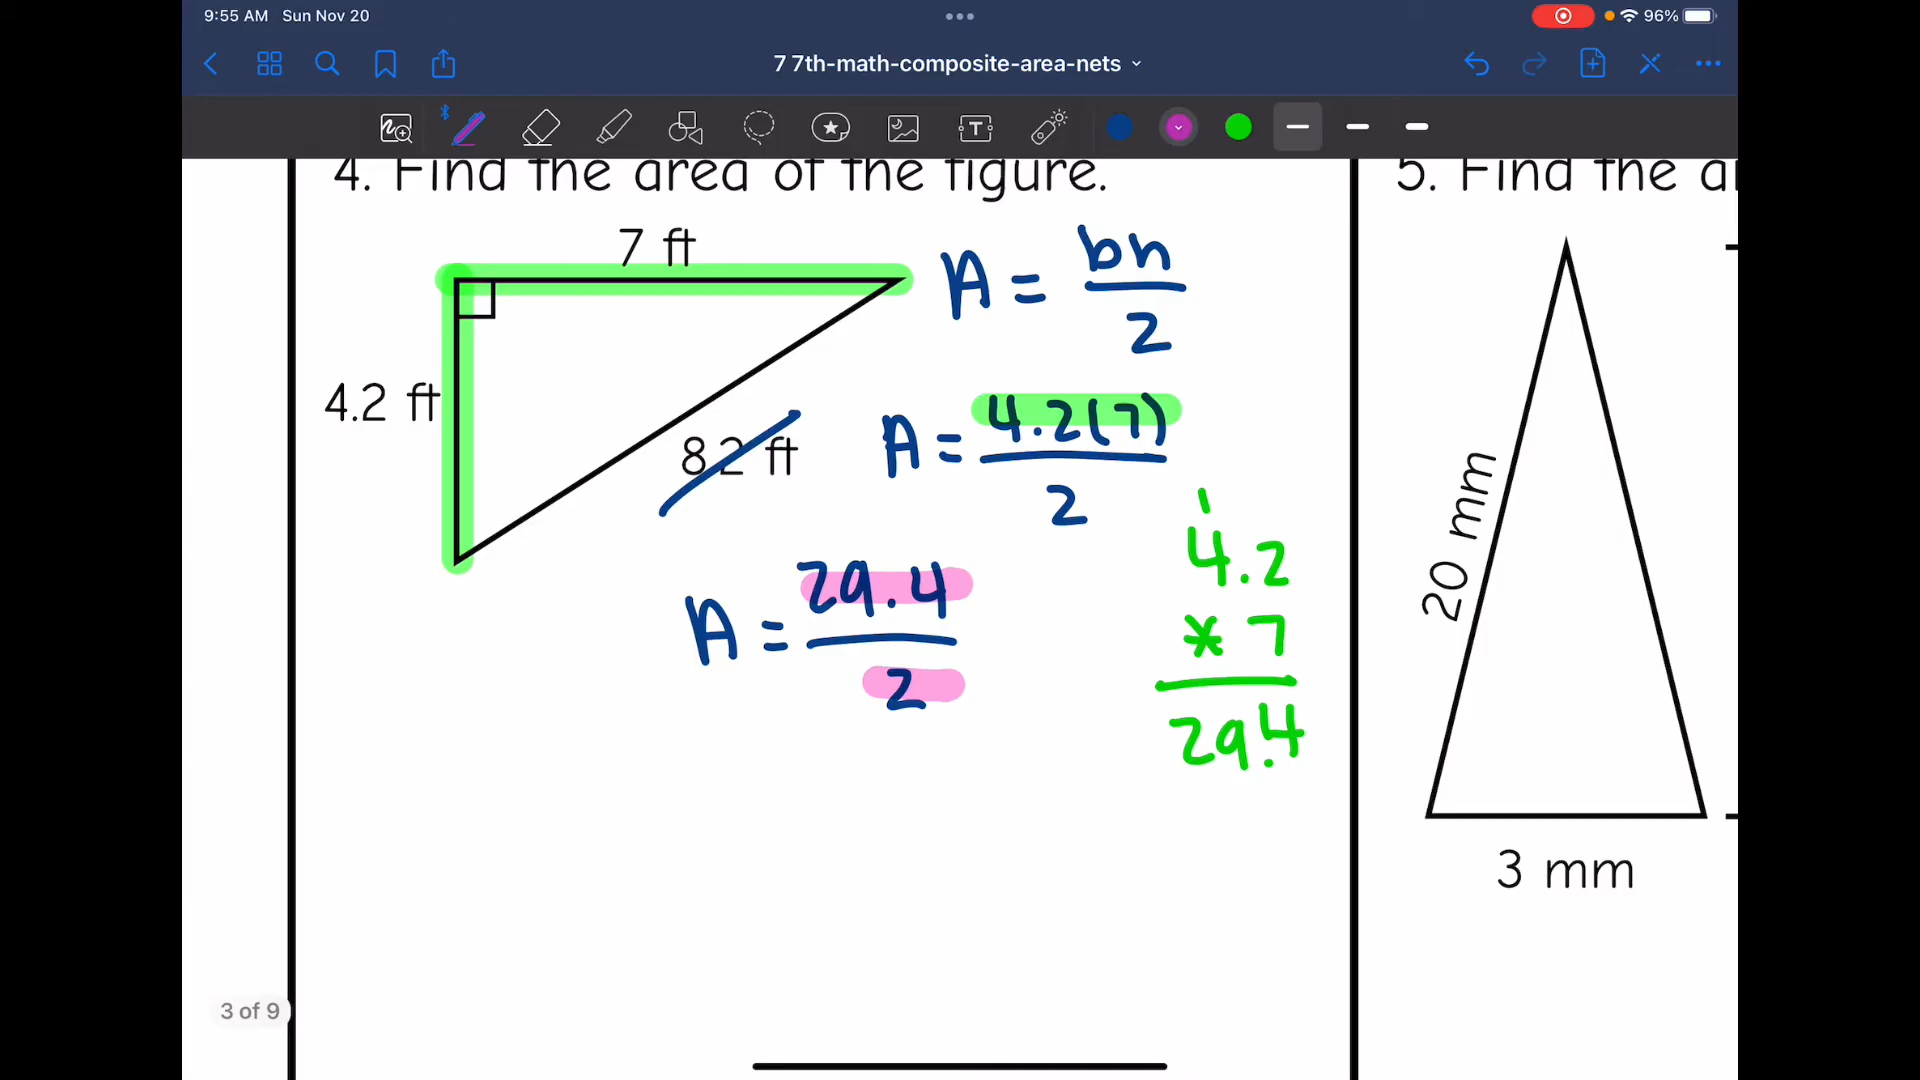 9:55 AM Sun Nov 20
96%
7 7th-math-composite-area-nets
T
4. Find the area of the figure.
7 ft
4.2 ft
8.2 ft
A = bh
2
A = 4.2(7)
2
A = 29.4
2
1
4.2
* 7
29.4
5. Find the a
20 mm
3 mm
3 of 9